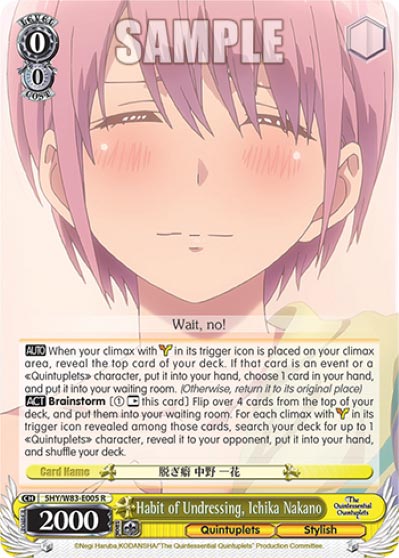 LEVEL
0
0
COST
SAMPLE
Wait, no!
AUTO When your climax with in its trigger icon is placed on your climax
area, reveal the top card of your deck. If that card is an event or a
«Quintuplets» character, put it into your hand, choose 1 card in your hand,
and put it into your waiting room. (Otherwise, return it to its original place)
ACT Brainstorm [① this card] Flip over 4 cards from the top of your
deck, and put them into your waiting room. For each climax with in its
trigger icon revealed among those cards, search your deck for up to 1
«Quintuplets» character, reveal it to your opponent, put it into your hand,
and shuffle your deck.
Card Name 脱ぎ癖 中野 一花
CH 5HY/W83-E005 R
Habit of Undressing, Ichika Nakano
The
Quintessential
Quintuplets
2000
Quintuplets
Stylish
©Negi Haruba,KODANSHA/"The Quintessential Quintuplets" Production Committee.